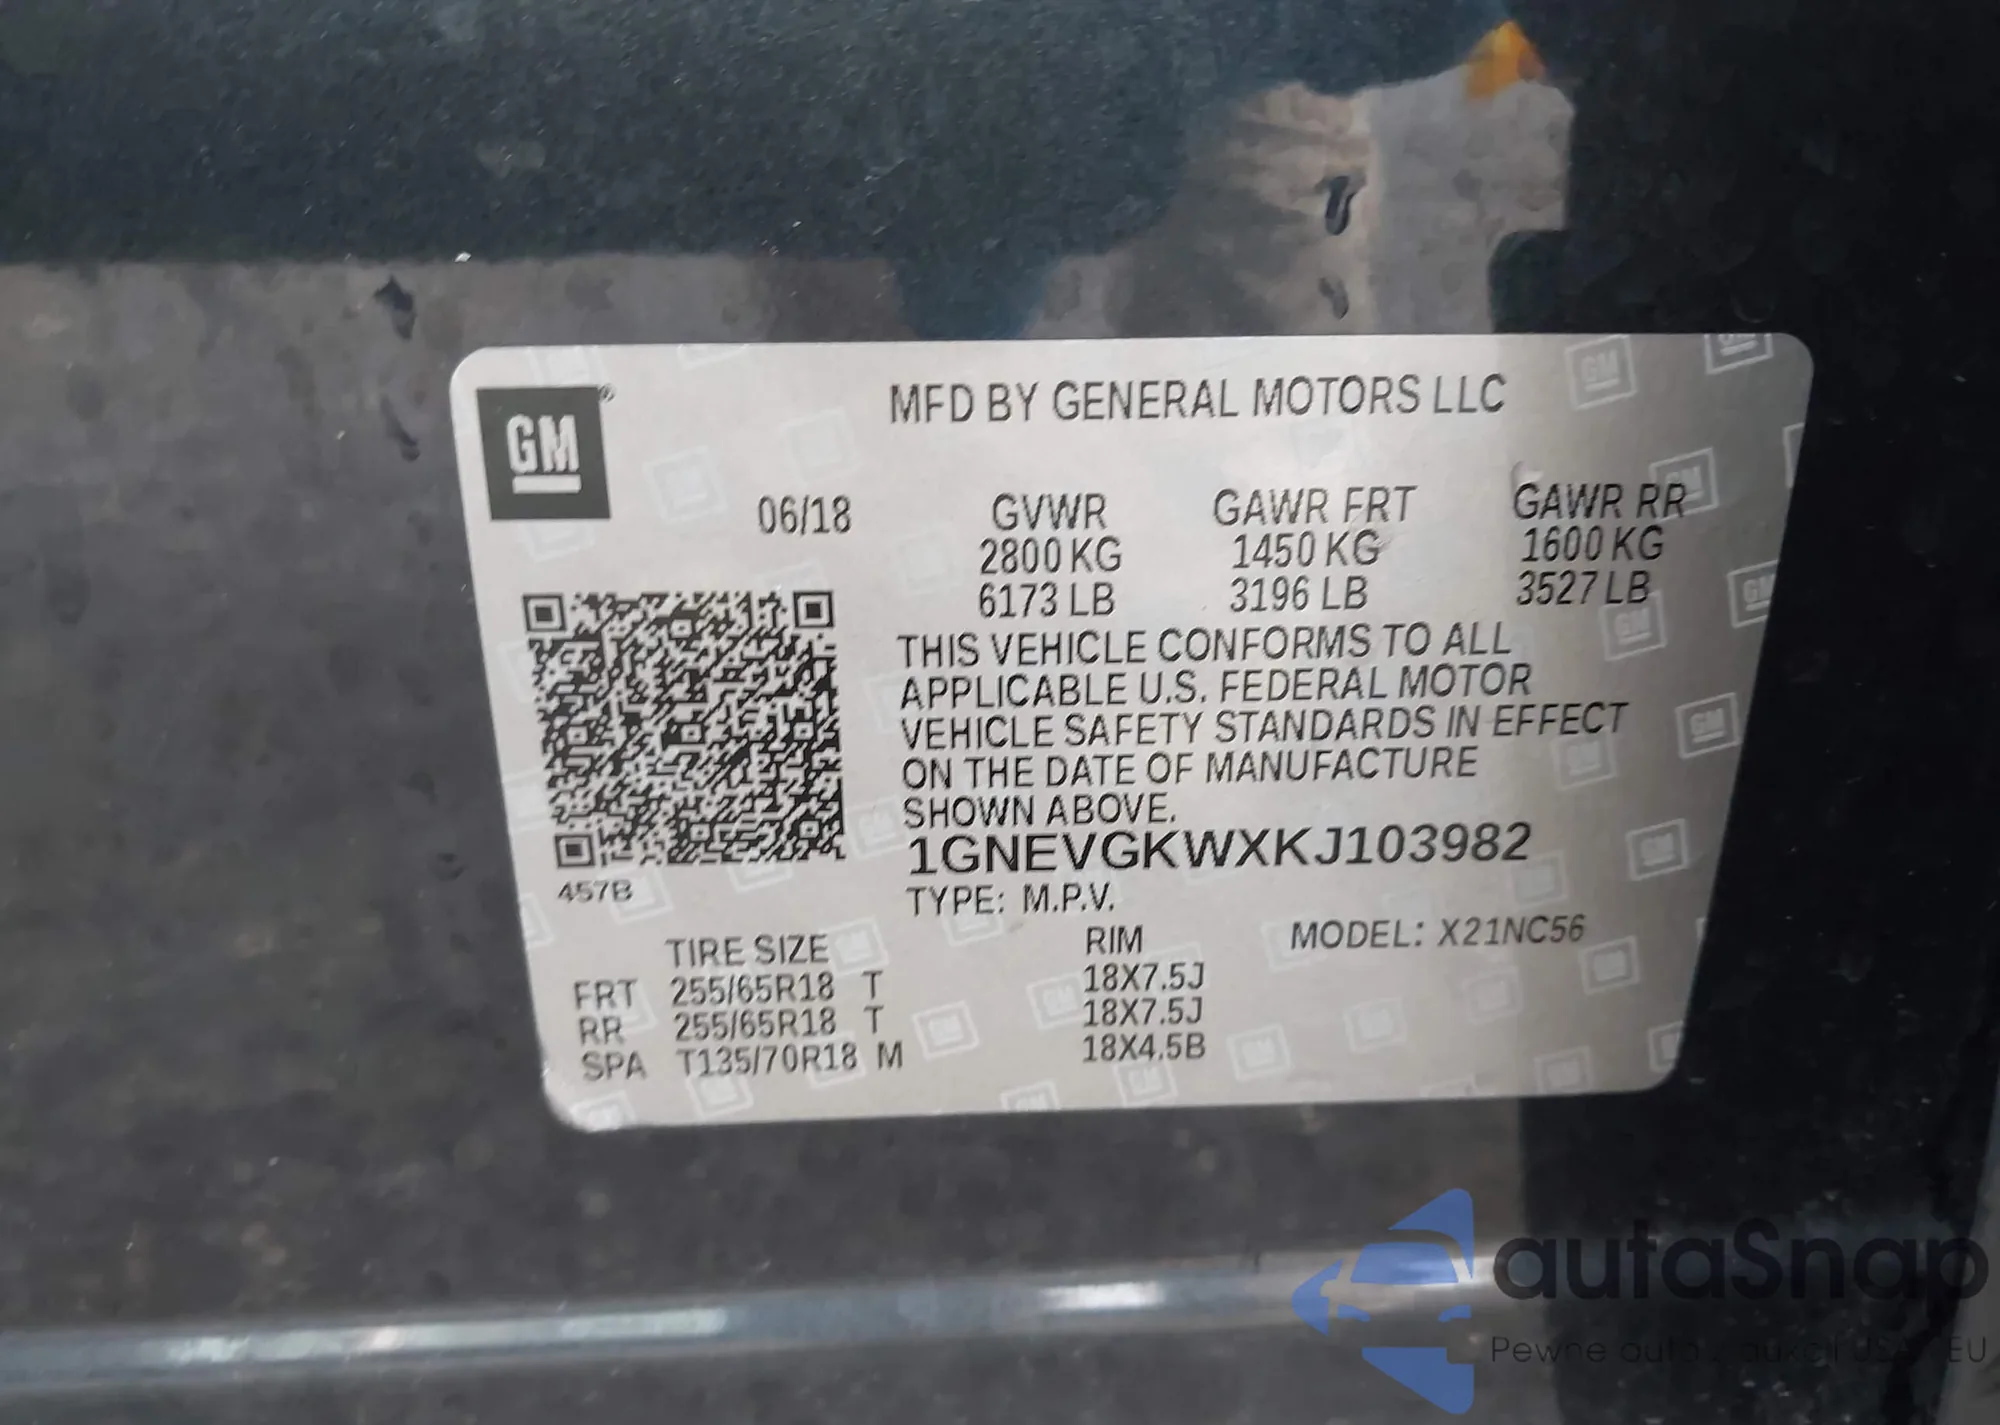 GM
MFD BY GENERAL MOTORS LLC
06/18 GVWR GAWR FRT GAWR RR
2800 KG 1450 KG 1600 KG
6173 LB 3196 LB 3527 LB
THIS VEHICLE CONFORMS TO ALL
APPLICABLE U.S. FEDERAL MOTOR
VEHICLE SAFETY STANDARDS IN EFFECT
ON THE DATE OF MANUFACTURE
SHOWN ABOVE.
1GNEVGKWXKJ103982
457B
TYPE: M.P.V.
TIRE SIZE RIM MODEL: X21NC56
FRT 255/65R18 T 18X7.5J
RR 255/65R18 T 18X7.5J
SPA T135/70R18 M 18X4.5B
autaSnap
Pewne auta EU